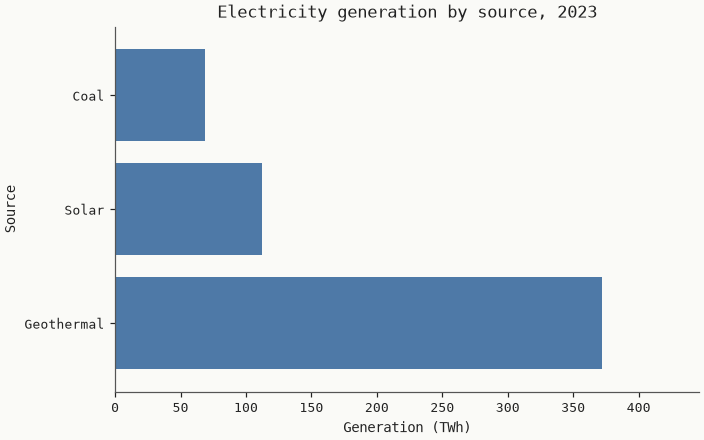 Electricity generation by source, 2023
Source
Coal
Solar
Geothermal
0 50 100 150 200 250 300 350 400
Generation (TWh)